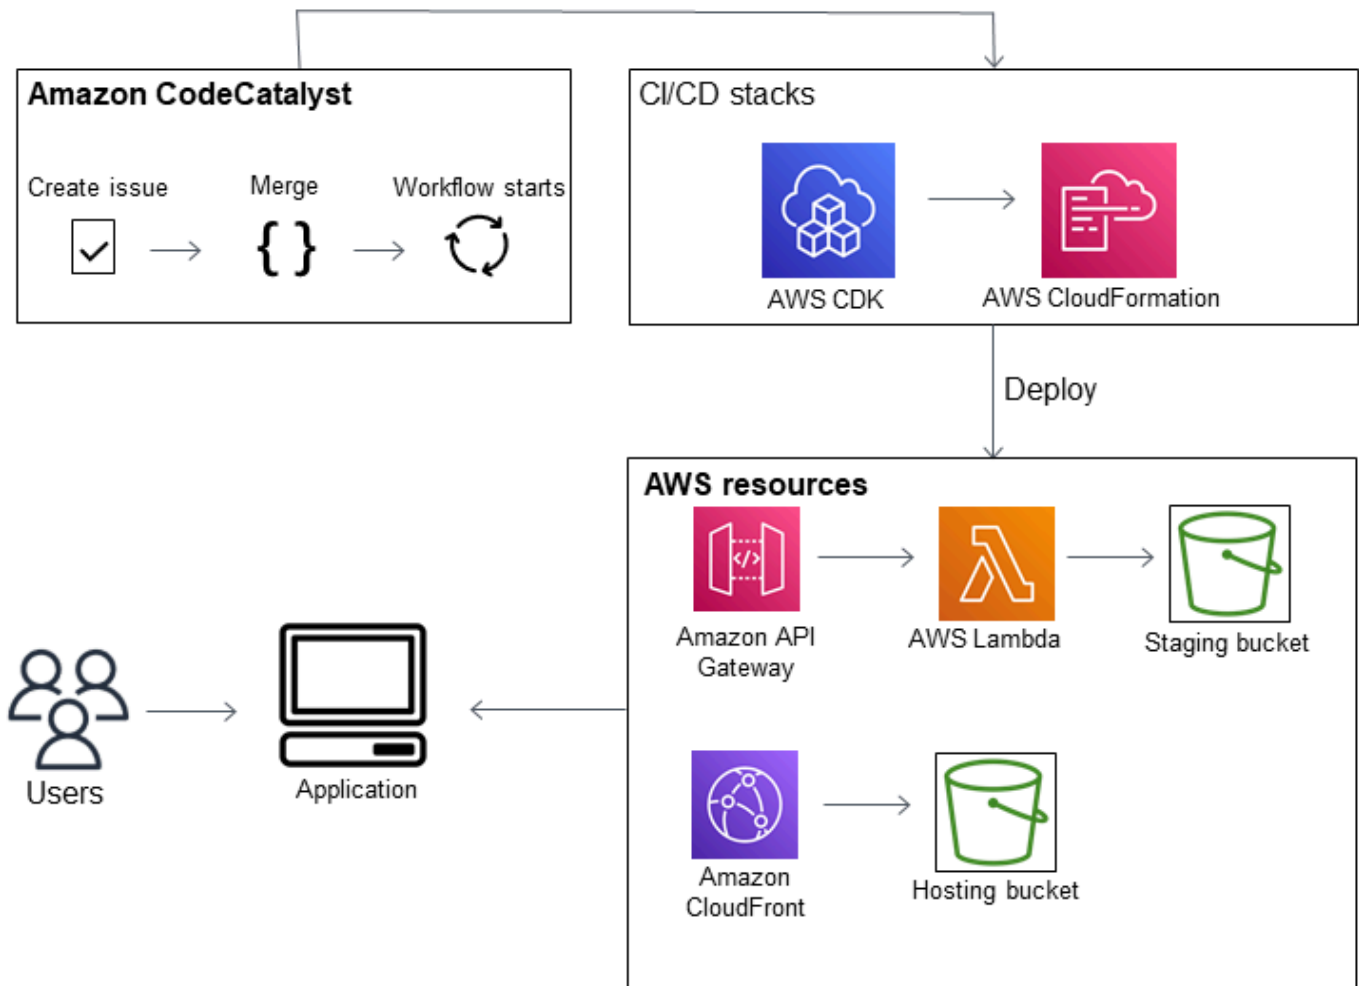 Amazon CodeCatalyst
Create issue
Merge
Workflow starts
CI/CD stacks
AWS CDK
AWS CloudFormation
Deploy
AWS resources
Amazon API
Gateway
AWS Lambda
Staging bucket
Users
Application
Amazon
CloudFront
Hosting bucket